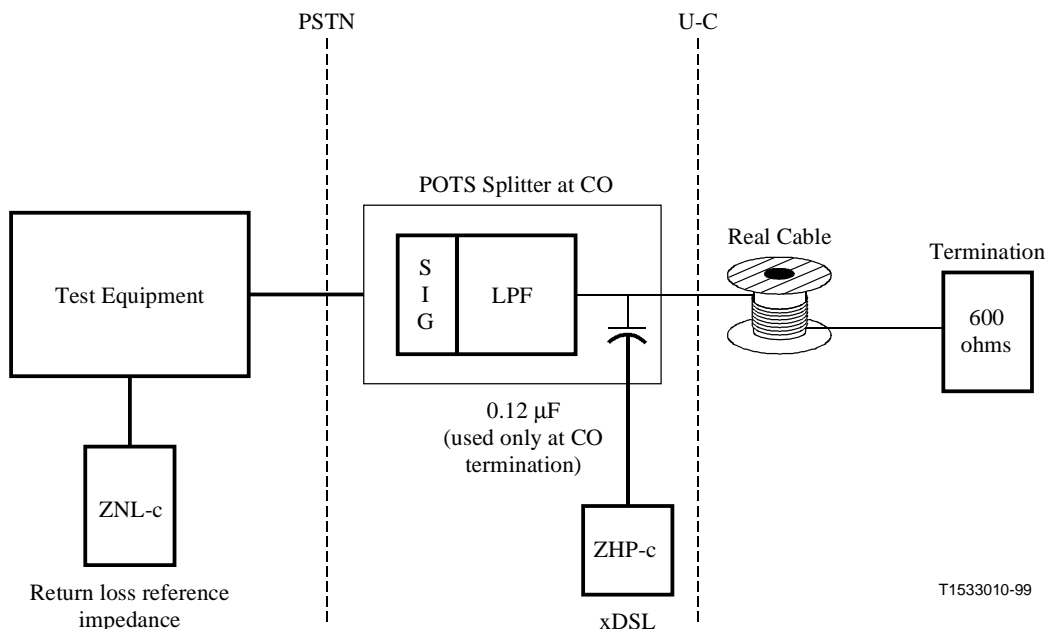 PSTN
U-C
POTS Splitter at CO
Real Cable
Termination
Test Equipment
S
I
G
LPF
600
ohms
0.12 μF
(used only at CO
termination)
ZNL-c
ZHP-c
Return loss reference
impedance
xDSL
T1533010-99